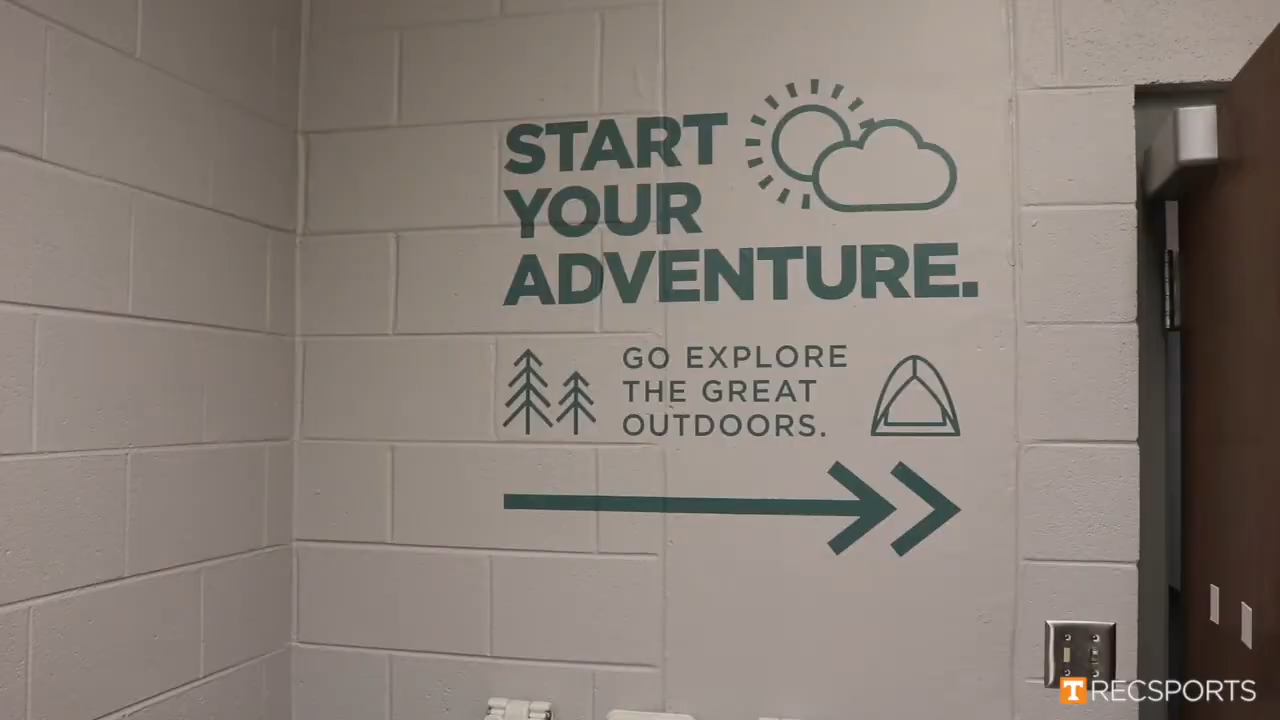 START
YOUR
ADVENTURE.
GO EXPLORE
THE GREAT
OUTDOORS.
T RECSPORTS